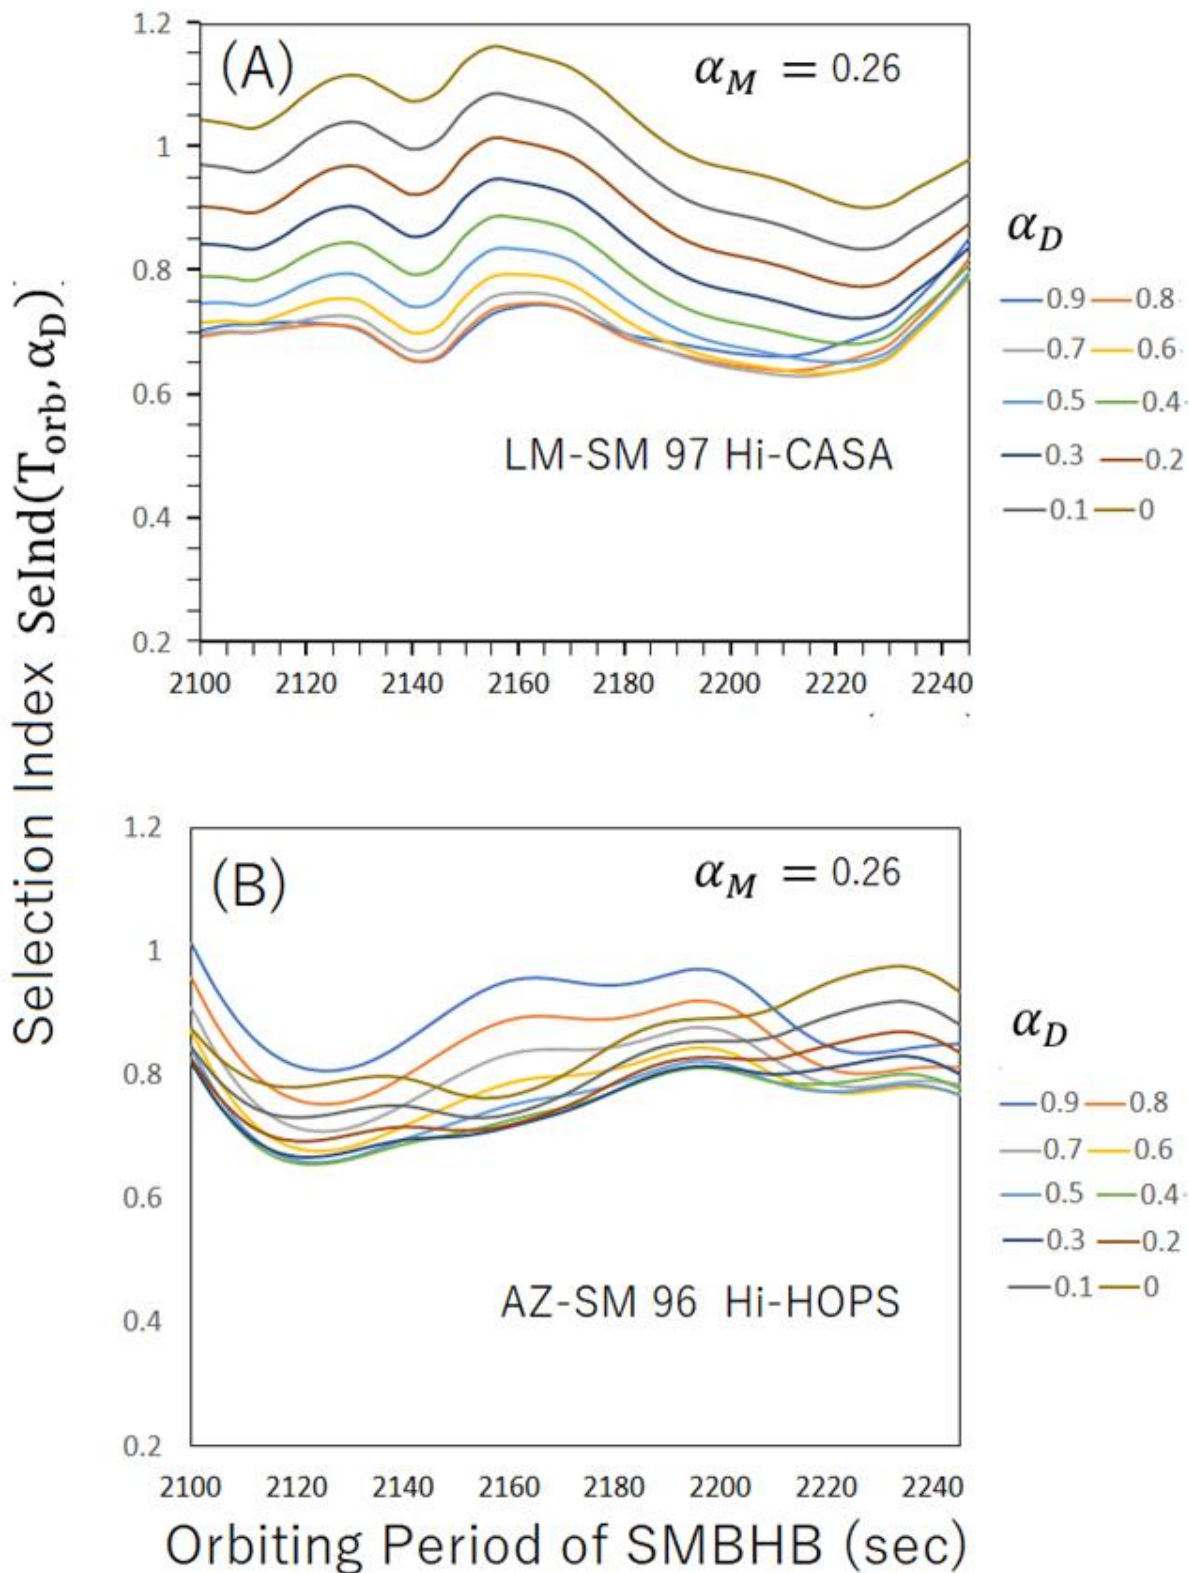 Selection Index SeInd(T_orb, α_D)
(A)
α_M = 0.26
1.2
1
0.8
0.6
0.4
0.2
LM-SM 97 Hi-CASA
2100 2120 2140 2160 2180 2200 2220 2240
α_D
0.9 0.8
0.7 0.6
0.5 0.4
0.3 0.2
0.1 0
(B)
α_M = 0.26
1.2
1
0.8
0.6
0.4
0.2
AZ-SM 96 Hi-HOPS
2100 2120 2140 2160 2180 2200 2220 2240
α_D
0.9 0.8
0.7 0.6
0.5 0.4
0.3 0.2
0.1 0
Orbiting Period of SMBHB (sec)